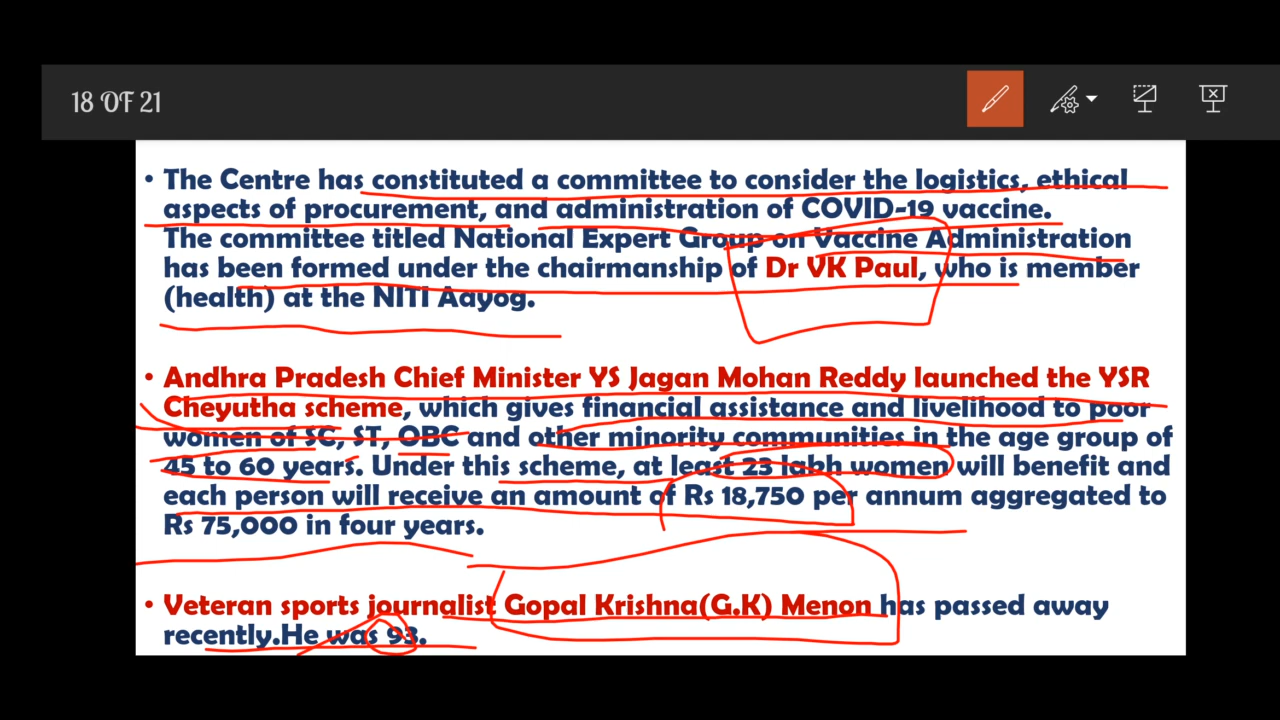 18 OF 21
• The Centre has constituted a committee to consider the logistics, ethical
aspects of procurement, and administration of COVID-19 vaccine.
The committee titled National Expert Group on Vaccine Administration
has been formed under the chairmanship of Dr VK Paul, who is member
(health) at the NITI Aayog.
• Andhra Pradesh Chief Minister YS Jagan Mohan Reddy launched the YSR
Cheyutha scheme, which gives financial assistance and livelihood to poor
women of SC, ST, OBC and other minority communities in the age group of
45 to 60 years. Under this scheme, at least 23 lakh women will benefit and
each person will receive an amount of Rs 18,750 per annum aggregated to
Rs 75,000 in four years.
• Veteran sports journalist Gopal Krishna(G.K) Menon has passed away
recently.He was 93.